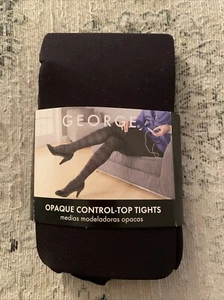 GEORGE
OPAQUE CONTROL-TOP TIGHTS
medias modeladoras opacas